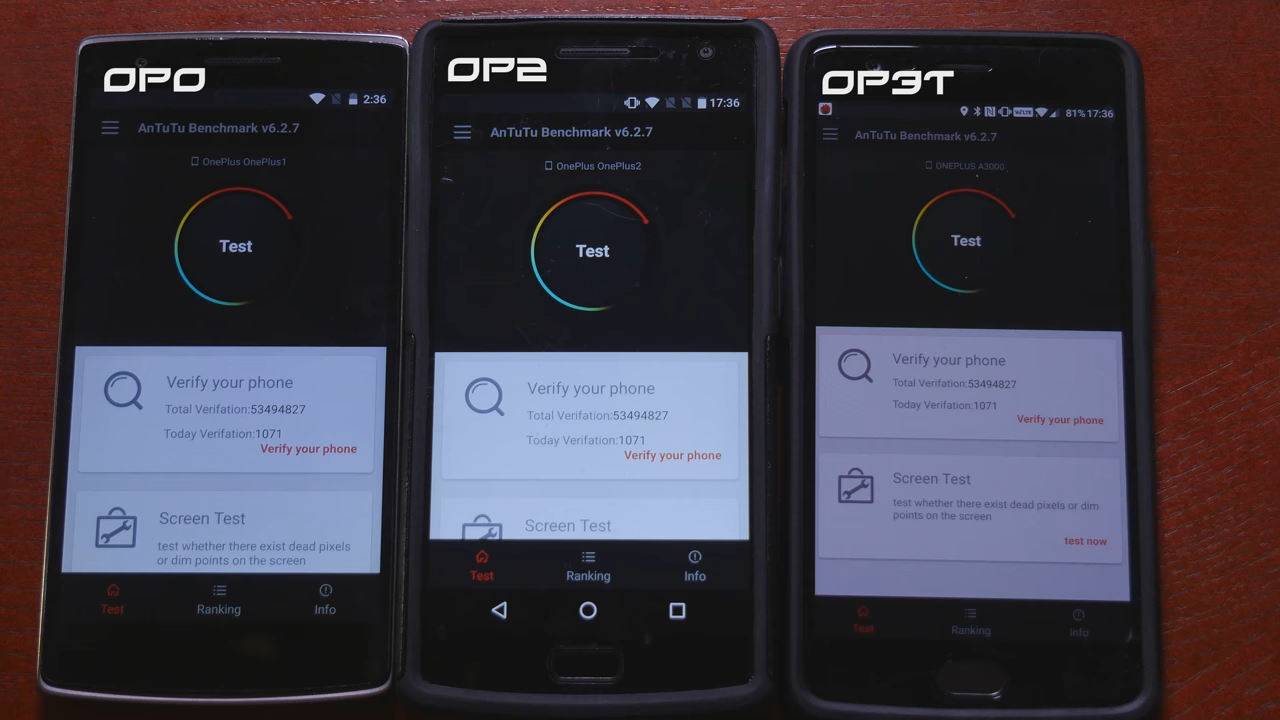 OPO
2:36
AnTuTu Benchmark v6.2.7
OnePlus OnePlus1
Test
Verify your phone
Total Verifation:53494827
Today Verifation:1071
Verify your phone
Screen Test
test whether there exist dead pixels
or dim points on the screen
Test
Ranking
Info
OP2
17:36
AnTuTu Benchmark v6.2.7
OnePlus OnePlus2
Test
Verify your phone
Total Verifation:53494827
Today Verifation:1071
Verify your phone
Screen Test
Test
Ranking
Info
OP3T
VoLTE
81% 17:36
AnTuTu Benchmark v6.2.7
ONEPLUS A3000
Test
Verify your phone
Total Verifation:53494827
Today Verifation:1071
Verify your phone
Screen Test
test whether there exist dead pixels or dim
points on the screen
test now
Test
Ranking
Info